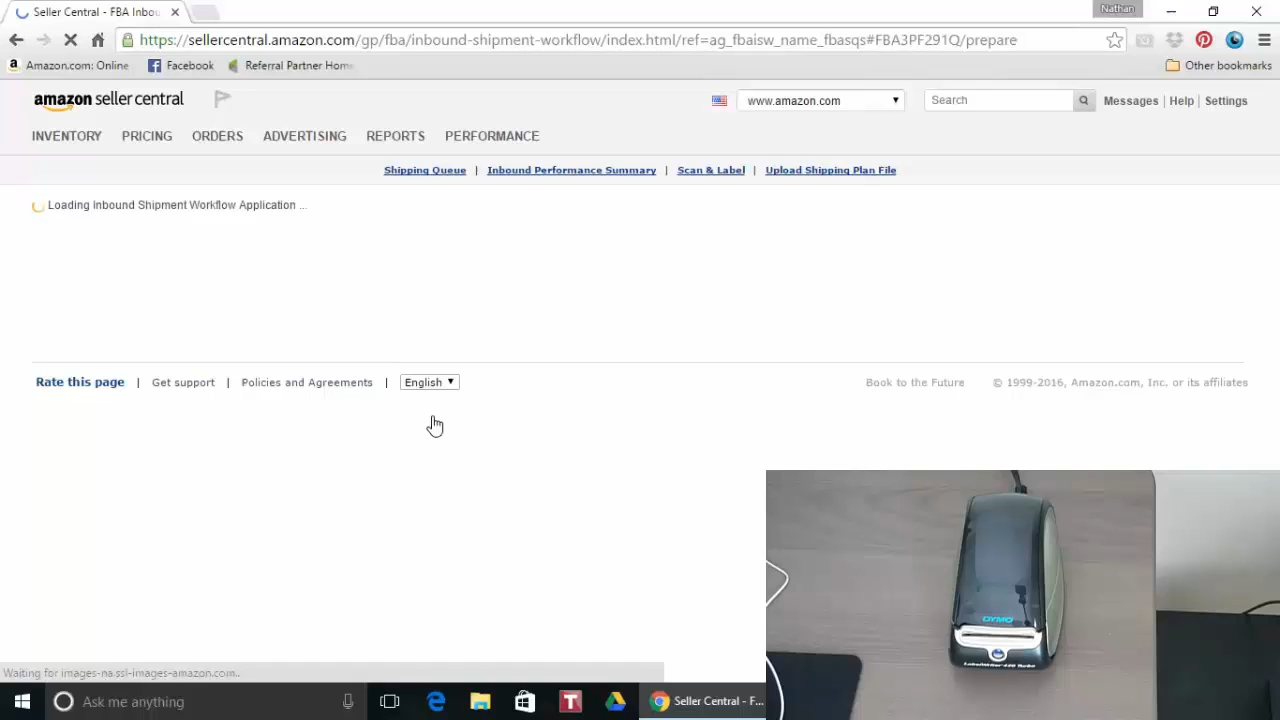 Seller Central - FBA Inbou
Nathan
https://sellercentral.amazon.com/gp/fba/inbound-shipment-workflow/index.html/ref=ag_fbaisw_name_fbasqs#FBA3PF291Q/prepare
Amazon.com: Online
Facebook
Referral Partner Hom
Other bookmarks
amazon seller central
www.amazon.com
Search
Messages | Help | Settings
INVENTORY PRICING ORDERS ADVERTISING REPORTS PERFORMANCE
Shipping Queue | Inbound Performance Summary | Scan & Label | Upload Shipping Plan File
Loading Inbound Shipment Workflow Application ...
Rate this page | Get support | Policies and Agreements | English
Book to the Future © 1999-2016, Amazon.com, Inc. or its affiliates
DYMO
LabelWriter 450 Turbo
Waiting for images-na.ssl-images-amazon.com...
Ask me anything
Seller Central - F...